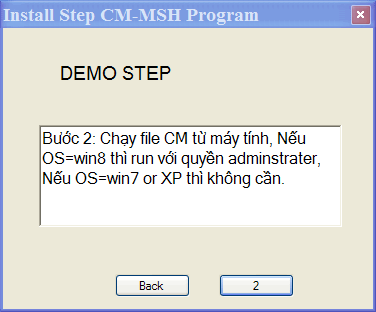 Install Step CM-MSH Program
DEMO STEP
Bước 2: Chạy file CM từ máy tính, Nếu
OS=win8 thì run với quyền adminstrater,
Nếu OS=win7 or XP thì không cần.
Back
2